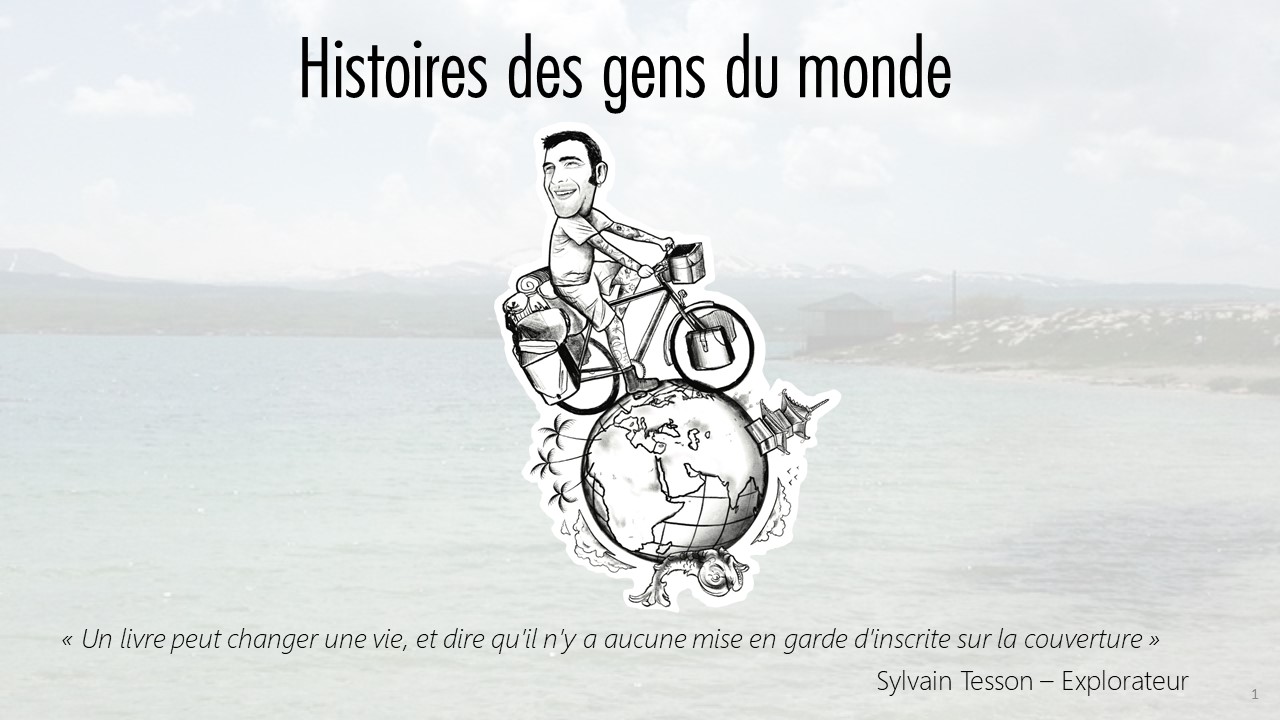 Histoires des gens du monde
« Un livre peut changer une vie, et dire qu'il n'y a aucune mise en garde d'inscrite sur la couverture »
Sylvain Tesson – Explorateur
1